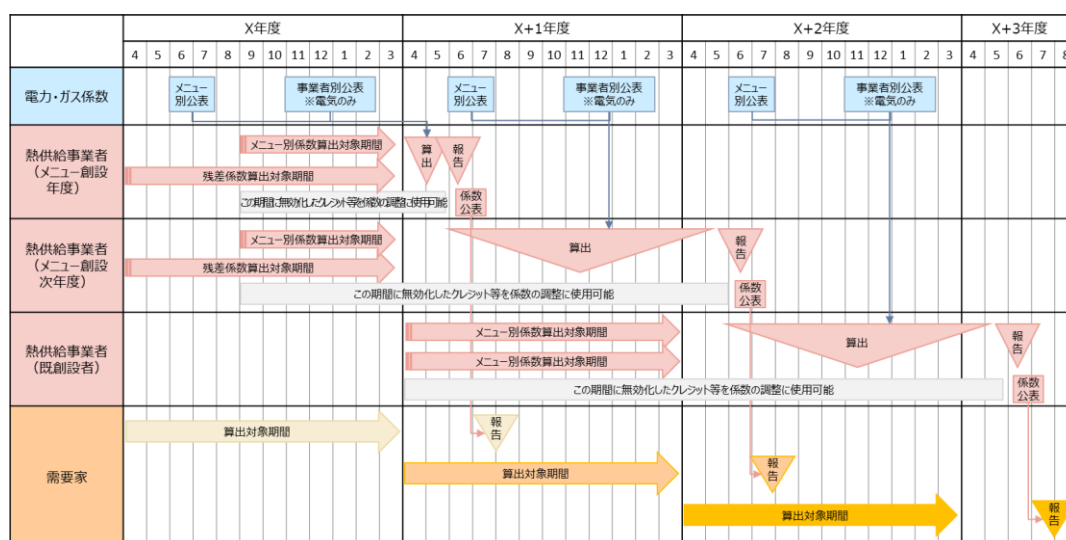 X年度
X+1年度
X+2年度
X+3年度
4 5 6 7 8 9 10 11 12 1 2 3 4 5 6 7 8 9 10 11 12 1 2 3 4 5 6 7 8 9 10 11 12 1 2 3 4 5 6 7 8
電力・ガス係数
メニュー
別公表
事業者別公表
※電気のみ
メニュー
別公表
事業者別公表
※電気のみ
メニュー
別公表
事業者別公表
※電気のみ
熱供給事業者
(メニュー創設
年度)
メニュー別係数算出対象期間
残差係数算出対象期間
この期間に無効化したクレジット等を係数の調整に使用可能
算
出
報
告
係数
公表
熱供給事業者
(メニュー創設
次年度)
メニュー別係数算出対象期間
残差係数算出対象期間
この期間に無効化したクレジット等を係数の調整に使用可能
算出
報
告
係数
公表
熱供給事業者
(既創設者)
メニュー別係数算出対象期間
メニュー別係数算出対象期間
この期間に無効化したクレジット等を係数の調整に使用可能
算出
報
告
係数
公表
需要家
算出対象期間
報
告
算出対象期間
報
告
算出対象期間
報
告